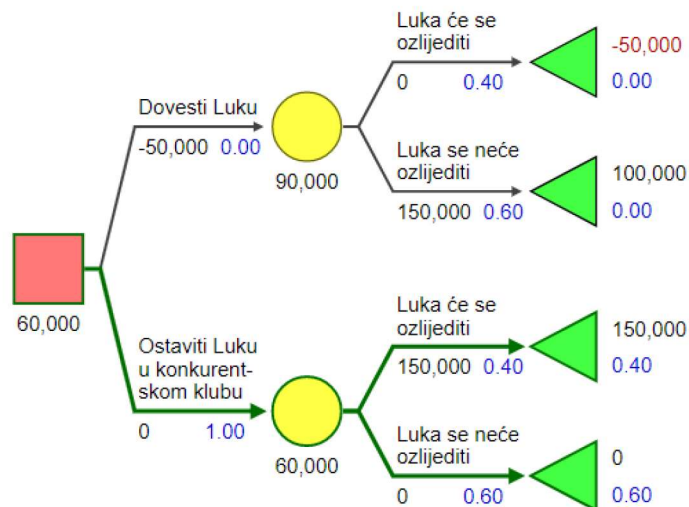 Luka će se
ozlijediti
0 0.40
-50,000
0.00
Dovesti Luku
-50,000 0.00
90,000
Luka se neće
ozlijediti
150,000 0.60
100,000
0.00
60,000
Ostaviti Luku
u konkurent-
skom klubu
0 1.00
60,000
Luka će se
ozlijediti
150,000 0.40
150,000
0.40
Luka se neće
ozlijediti
0 0.60
0
0.60